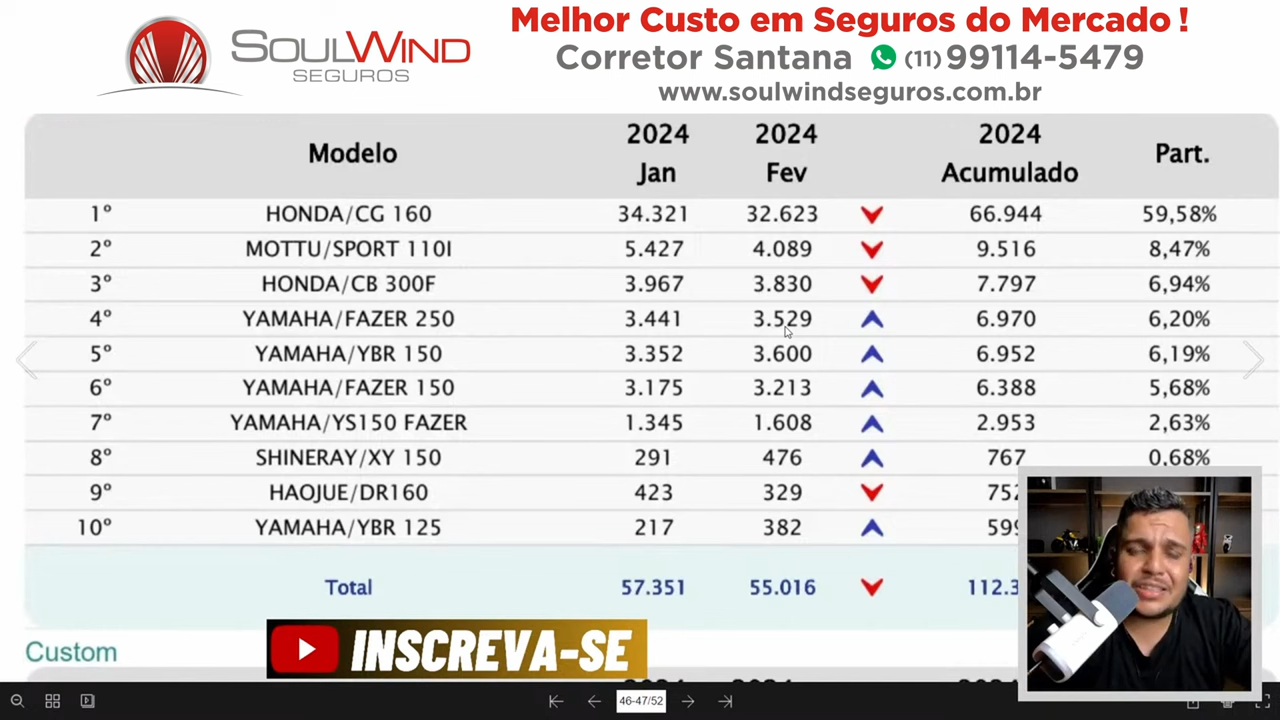 SOULWIND
SEGUROS
Melhor Custo em Seguros do Mercado !
Corretor Santana (11) 99114-5479
www.soulwindseguros.com.br
Modelo 2024 Jan 2024 Fev 2024 Acumulado Part.
1º HONDA/CG 160 34.321 32.623 66.944 59,58%
2º MOTTU/SPORT 110I 5.427 4.089 9.516 8,47%
3º HONDA/CB 300F 3.967 3.830 7.797 6,94%
4º YAMAHA/FAZER 250 3.441 3.529 6.970 6,20%
5º YAMAHA/YBR 150 3.352 3.600 6.952 6,19%
6º YAMAHA/FAZER 150 3.175 3.213 6.388 5,68%
7º YAMAHA/YS150 FAZER 1.345 1.608 2.953 2,63%
8º SHINERAY/XY 150 291 476 767 0,68%
9º HAOJUE/DR160 423 329 752
10º YAMAHA/YBR 125 217 382 599
Total 57.351 55.016 112.3
Custom
INSCREVA-SE
46-47/52